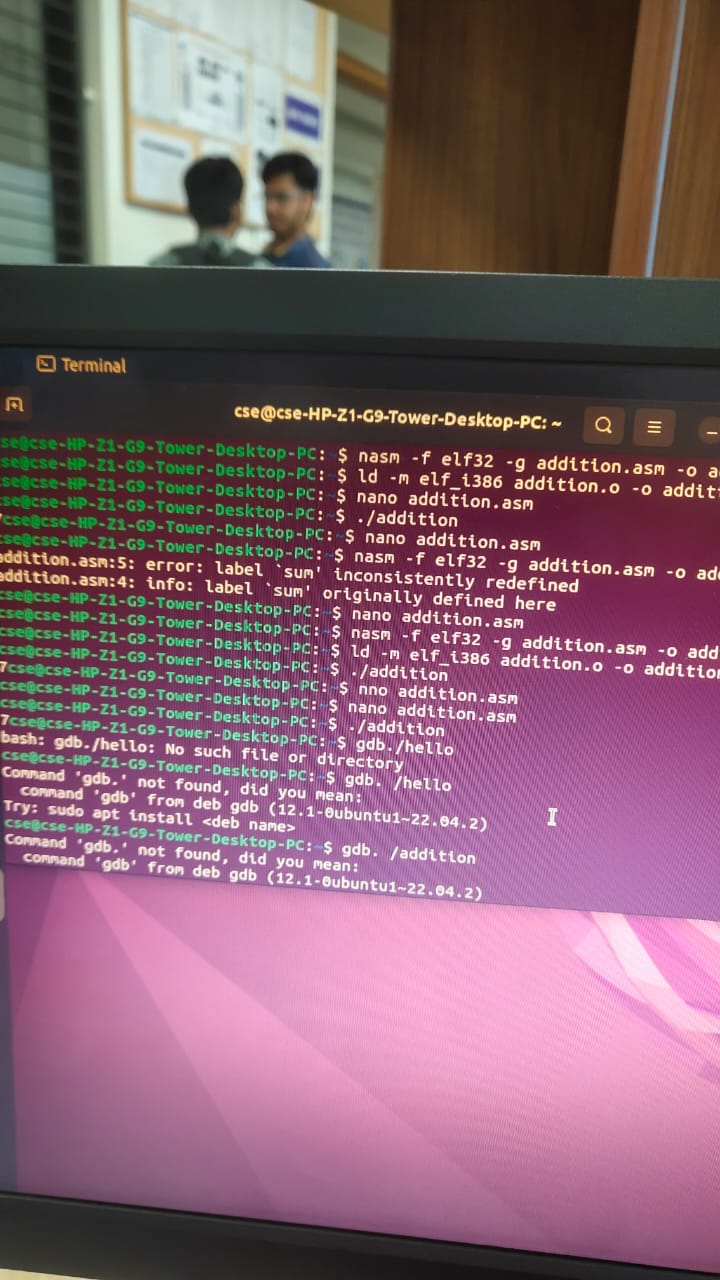 Terminal
cse@cse-HP-Z1-G9-Tower-Desktop-PC: ~
se@cse-HP-Z1-G9-Tower-Desktop-PC:~$ nasm -f elf32 -g addition.asm -o a
se@cse-HP-Z1-G9-Tower-Desktop-PC:~$ ld -m elf_i386 addition.o -o addit
se@cse-HP-Z1-G9-Tower-Desktop-PC:~$ nano addition.asm
se@cse-HP-Z1-G9-Tower-Desktop-PC:~$ ./addition
7cse@cse-HP-Z1-G9-Tower-Desktop-PC:~$ nano addition.asm
cse@cse-HP-Z1-G9-Tower-Desktop-PC:~$ nasm -f elf32 -g addition.asm -o add
addition.asm:5: error: label `sum' inconsistently redefined
addition.asm:4: info: label `sum' originally defined here
cse@cse-HP-Z1-G9-Tower-Desktop-PC:~$ nano addition.asm
cse@cse-HP-Z1-G9-Tower-Desktop-PC:~$ nasm -f elf32 -g addition.asm -o add
cse@cse-HP-Z1-G9-Tower-Desktop-PC:~$ ld -m elf_i386 addition.o -o addition
cse@cse-HP-Z1-G9-Tower-Desktop-PC:~$ ./addition
7cse@cse-HP-Z1-G9-Tower-Desktop-PC:~$ nno addition.asm
cse@cse-HP-Z1-G9-Tower-Desktop-PC:~$ nano addition.asm
cse@cse-HP-Z1-G9-Tower-Desktop-PC:~$ ./addition
7cse@cse-HP-Z1-G9-Tower-Desktop-PC:~$ gdb./hello
bash: gdb./hello: No such file or directory
cse@cse-HP-Z1-G9-Tower-Desktop-PC:~$ gdb. /hello
Command 'gdb.' not found, did you mean:
command 'gdb' from deb gdb (12.1-0ubuntu1~22.04.2)
Try: sudo apt install <deb name>
cse@cse-HP-Z1-G9-Tower-Desktop-PC:~$ gdb. /addition
Command 'gdb.' not found, did you mean:
command 'gdb' from deb gdb (12.1-0ubuntu1~22.04.2)